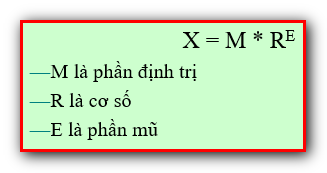 X = M * R^E
—M là phần định trị
—R là cơ số
—E là phần mũ